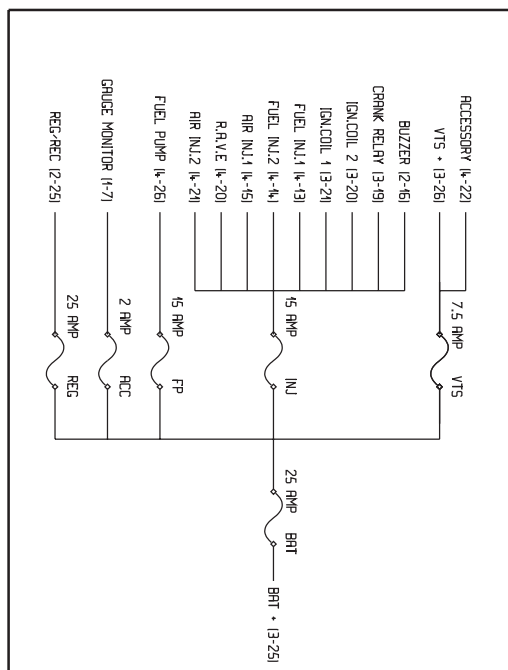 ACCESSORY (4-22)
VTS + (3-26)
BUZZER (2-16)
CRANK RELAY (3-19)
IGN.COIL 2 (3-20)
IGN.COIL 1 (3-21)
FUEL INJ.1 (4-13)
FUEL INJ.2 (4-14)
AIR INJ.1 (4-15)
R.A.V.E (4-20)
AIR INJ.2 (4-21)
FUEL PUMP (4-26)
GAUGE MONITOR (1-7)
REG/REC (2-25)
7.5 AMP
VTS
15 AMP
INJ
15 AMP
FP
2 AMP
ACC
25 AMP
REG
25 AMP
BAT
BAT + (3-25)